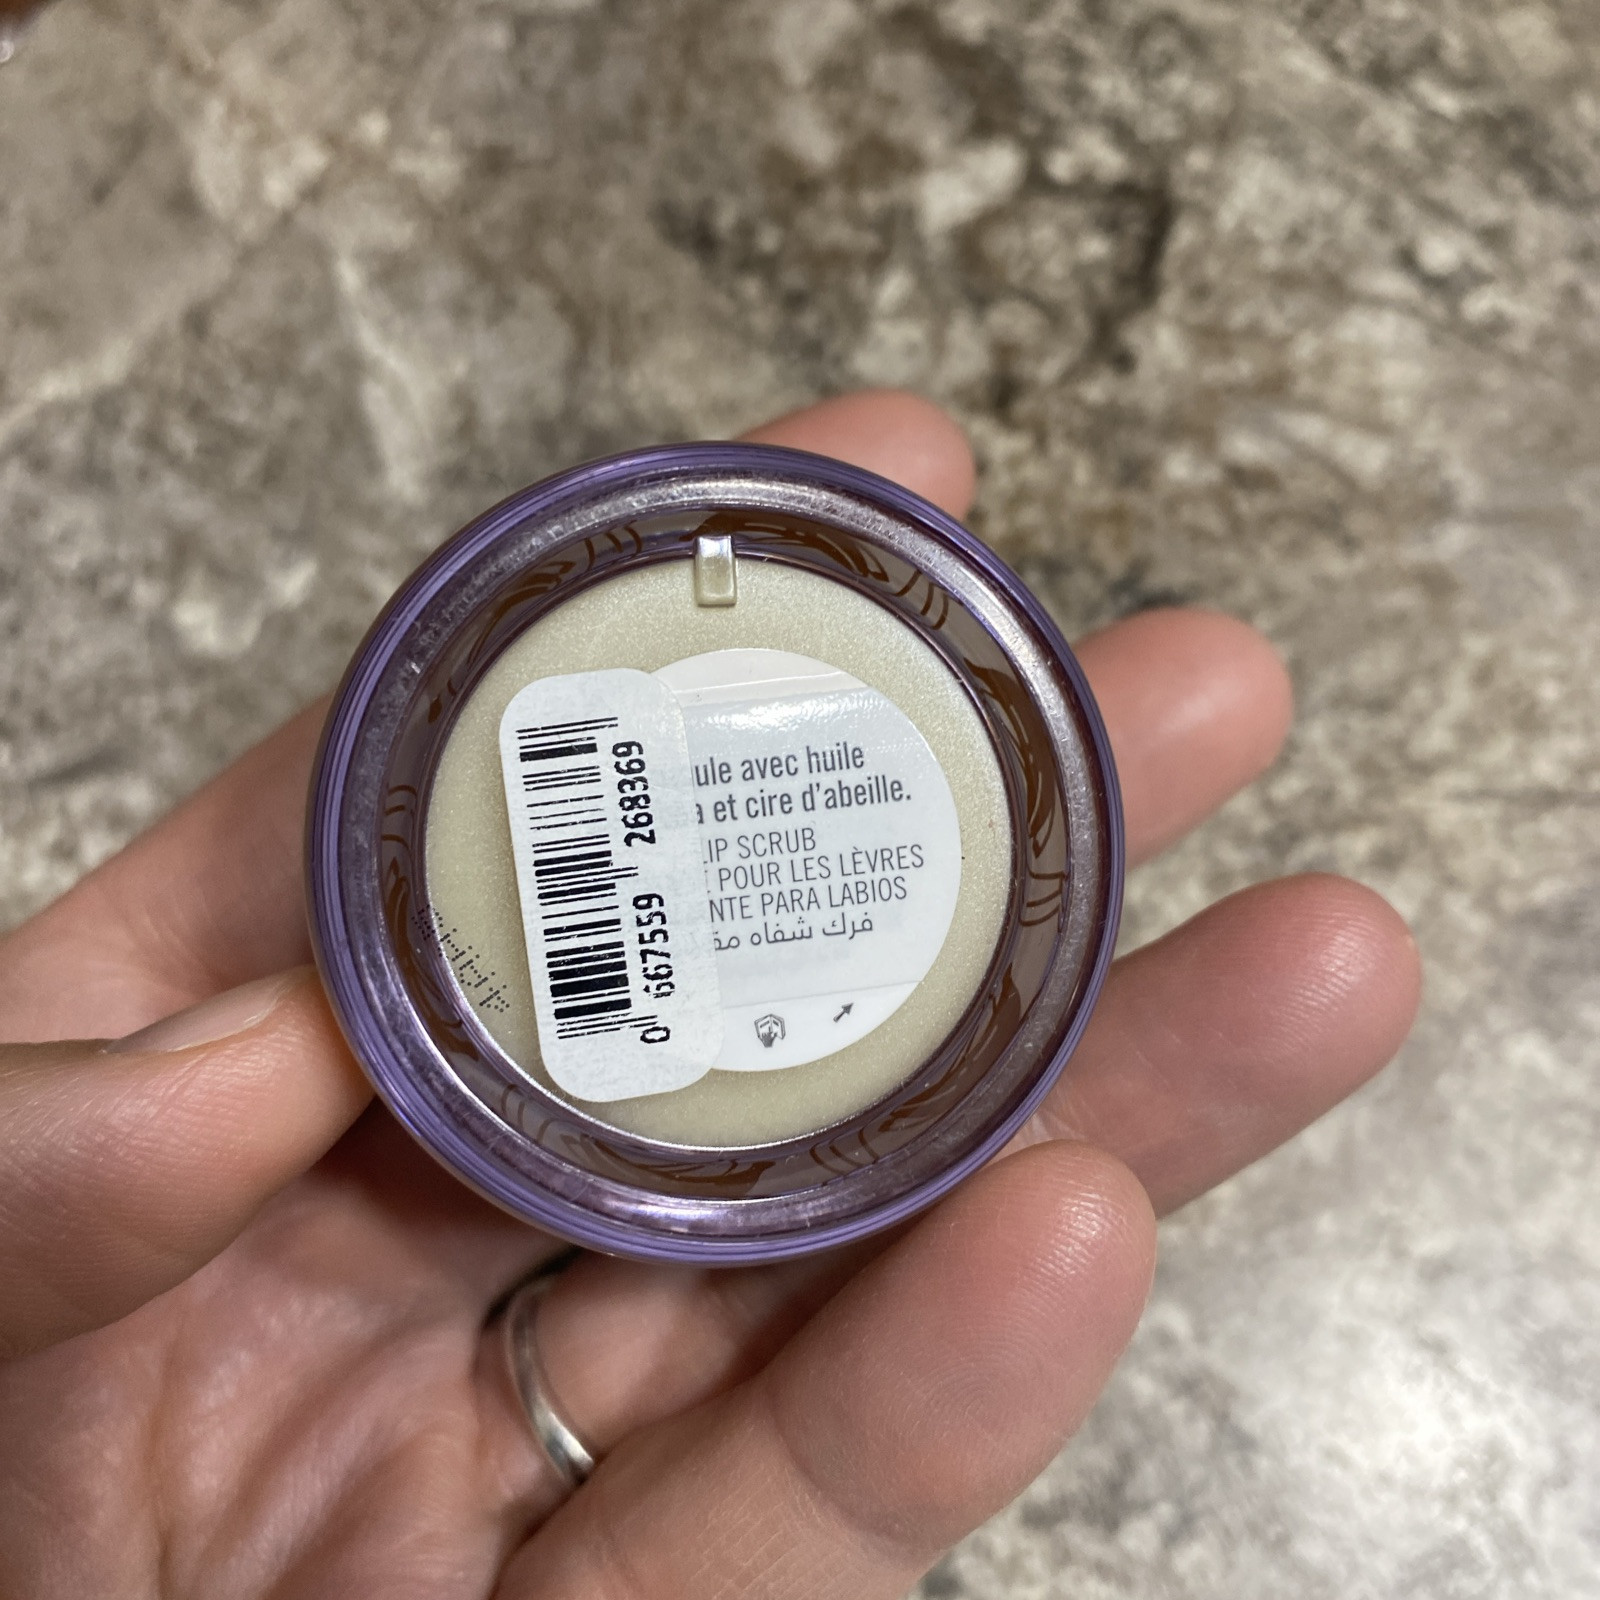 ule avec huile
a et cire d'abeille.
LIP SCRUB
POUR LES LÈVRES
NTE PARA LABIOS
فرك شفاه
0 667559 268369